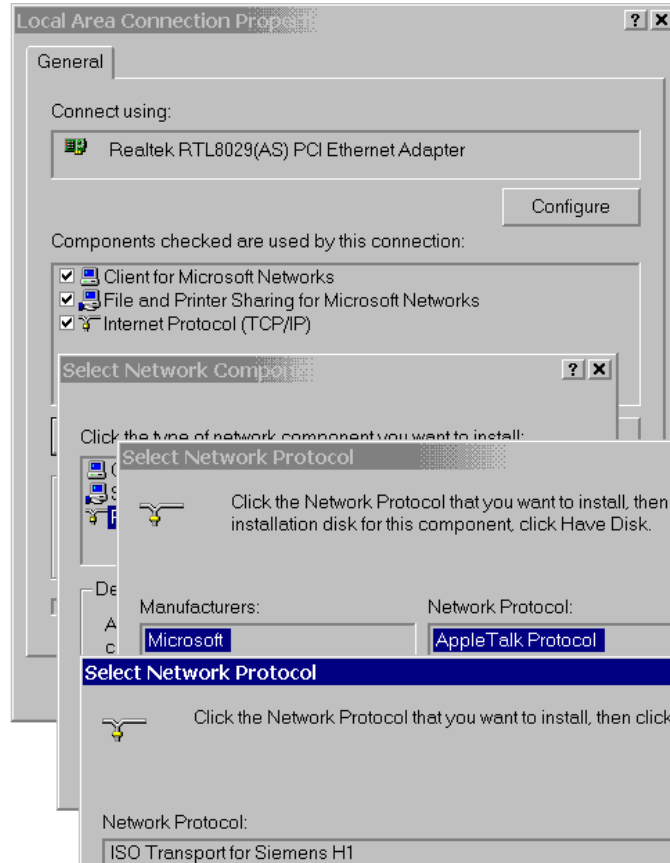 Local Area Connection Prope
General
Connect using:
Realtek RTL8029(AS) PCI Ethernet Adapter
Configure
Components checked are used by this connection:
Client for Microsoft Networks
File and Printer Sharing for Microsoft Networks
Internet Protocol (TCP/IP)
Select Network Compon
Click the type of network component you want to install:
Select Network Protocol
Click the Network Protocol that you want to install, then
installation disk for this component, click Have Disk.
De
Manufacturers:
Network Protocol:
A
Microsoft
AppleTalk Protocol
c
Select Network Protocol
Click the Network Protocol that you want to install, then click
Network Protocol:
ISO Transport for Siemens H1